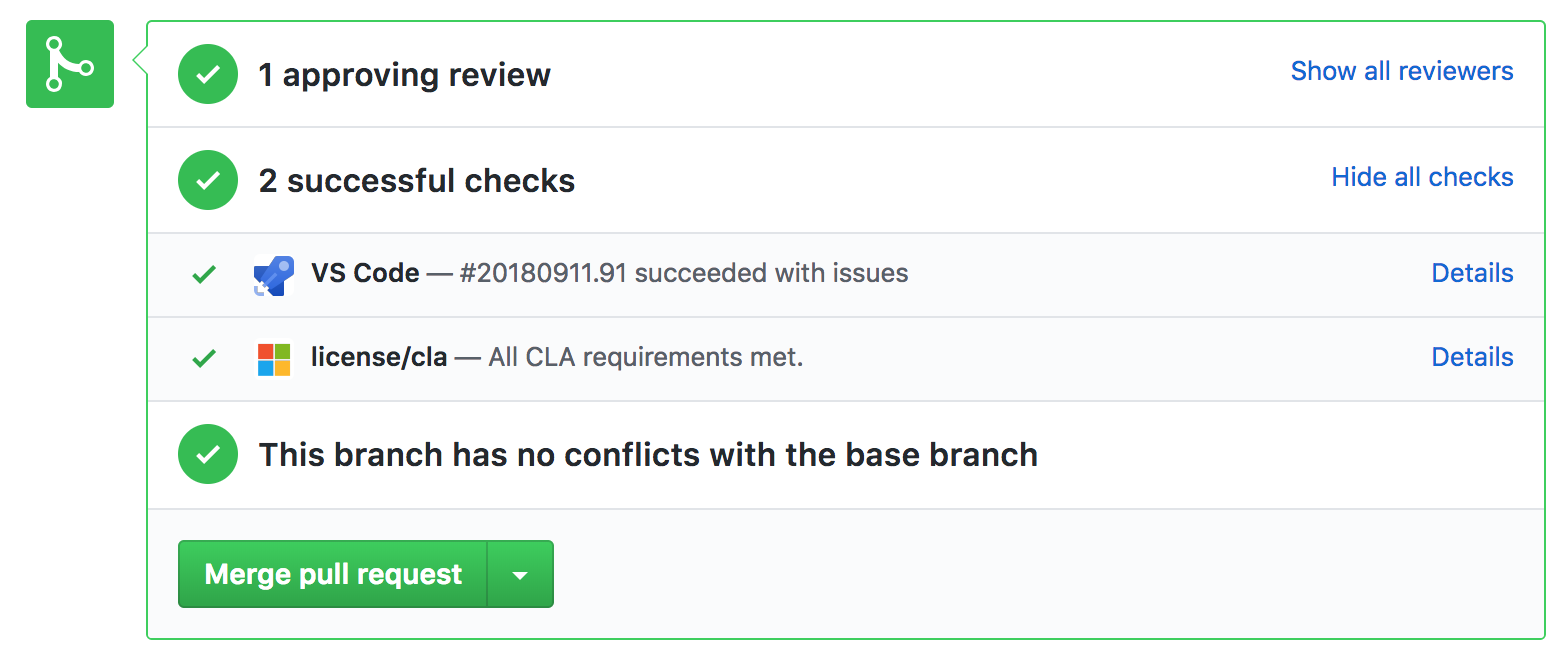 1 approving review
Show all reviewers
2 successful checks
Hide all checks
VS Code — #20180911.91 succeeded with issues
Details
license/cla — All CLA requirements met.
Details
This branch has no conflicts with the base branch
Merge pull request